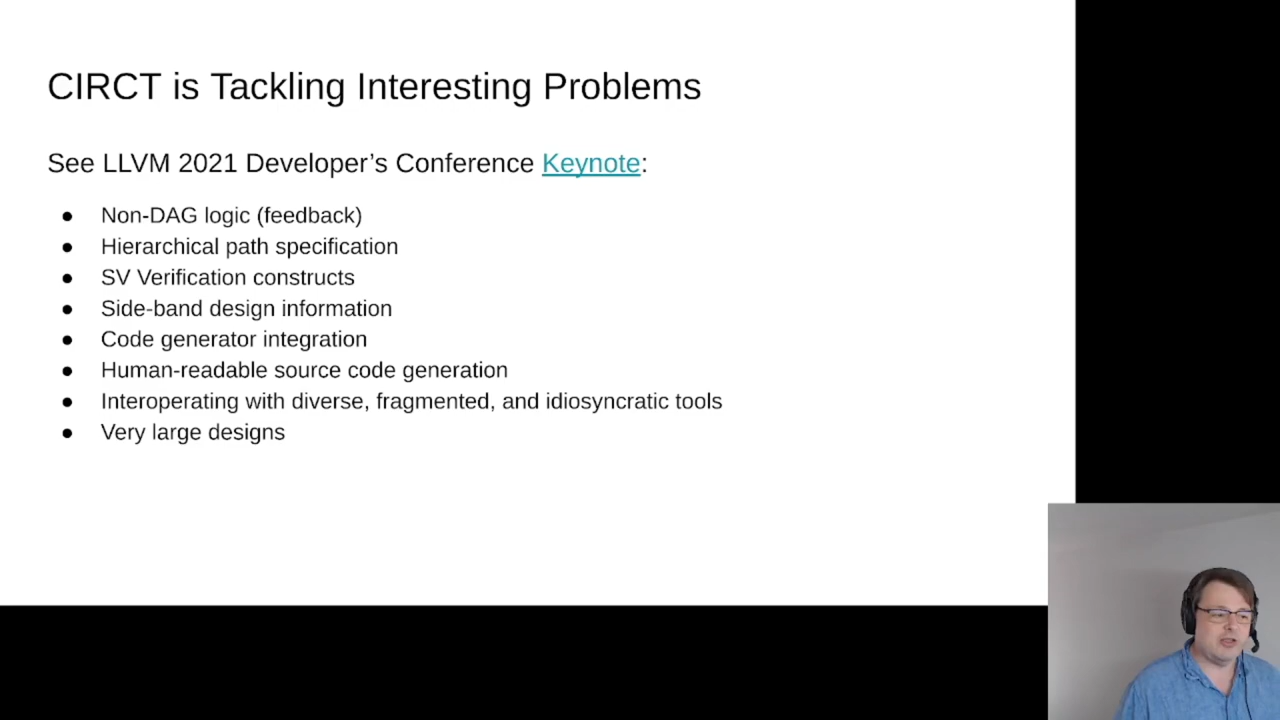 CIRCT is Tackling Interesting Problems
See LLVM 2021 Developer’s Conference Keynote:
● Non-DAG logic (feedback)
● Hierarchical path specification
● SV Verification constructs
● Side-band design information
● Code generator integration
● Human-readable source code generation
● Interoperating with diverse, fragmented, and idiosyncratic tools
● Very large designs